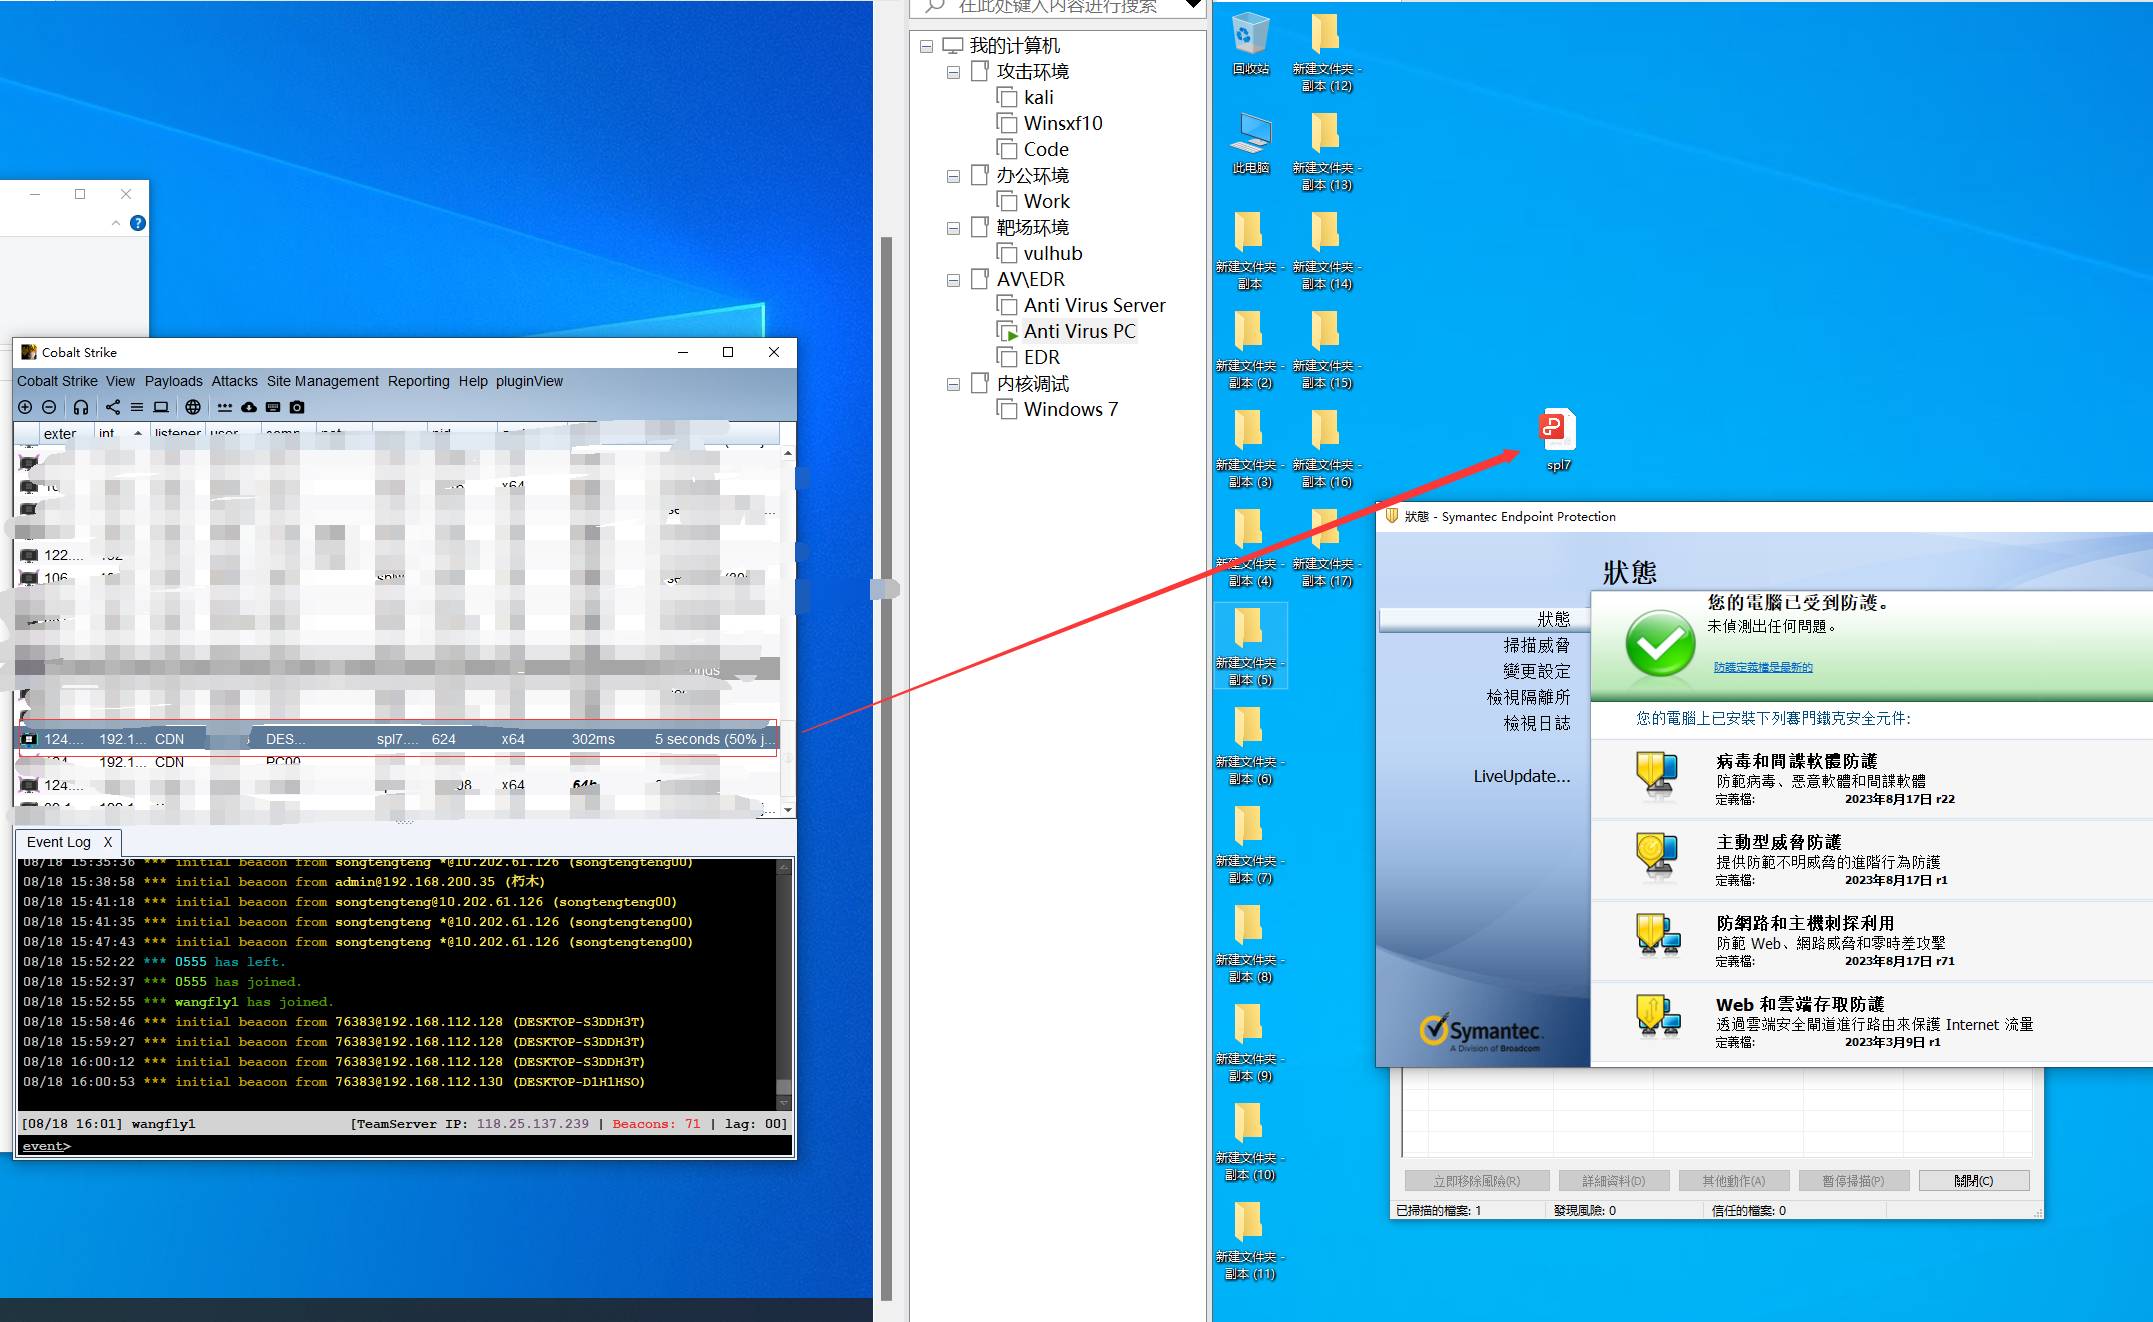 Cobalt Strike
Cobalt Strike View Payloads Attacks Site Management Reporting Help pluginView
exter int listener
x64
122....
106
124.... 192.1... CDN DES... spl7.... 624 x64 302ms 5 seconds (50% j...
192.1... CDN
124.... 08 x64
Event Log X
08/18 15:35:36 *** initial beacon from songtengteng *@10.202.61.126 (songtengteng00)
08/18 15:38:58 *** initial beacon from admin@192.168.200.35 (朽木)
08/18 15:41:18 *** initial beacon from songtengteng@10.202.61.126 (songtengteng00)
08/18 15:41:35 *** initial beacon from songtengteng *@10.202.61.126 (songtengteng00)
08/18 15:47:43 *** initial beacon from songtengteng *@10.202.61.126 (songtengteng00)
08/18 15:52:22 *** 0555 has left.
08/18 15:52:37 *** 0555 has joined.
08/18 15:52:55 *** wangfly1 has joined.
08/18 15:58:46 *** initial beacon from 76383@192.168.112.128 (DESKTOP-S3DDH3T)
08/18 15:59:27 *** initial beacon from 76383@192.168.112.128 (DESKTOP-S3DDH3T)
08/18 16:00:12 *** initial beacon from 76383@192.168.112.128 (DESKTOP-S3DDH3T)
08/18 16:00:53 *** initial beacon from 76383@192.168.112.130 (DESKTOP-D1H1HSO)
[08/18 16:01] wangfly1 [TeamServer IP: 118.25.137.239 | Beacons: 71 | lag: 00]
event>
在此处键入内容进行搜索
我的计算机
攻击环境
kali
Winsxf10
Code
办公环境
Work
靶场环境
vulhub
AV\EDR
Anti Virus Server
Anti Virus PC
EDR
内核调试
Windows 7
回收站
此电脑
新建文件夹 - 副本
新建文件夹 - 副本 (2)
新建文件夹 - 副本 (3)
新建文件夹 - 副本 (4)
新建文件夹 - 副本 (5)
新建文件夹 - 副本 (6)
新建文件夹 - 副本 (7)
新建文件夹 - 副本 (8)
新建文件夹 - 副本 (9)
新建文件夹 - 副本 (10)
新建文件夹 - 副本 (11)
新建文件夹 - 副本 (12)
新建文件夹 - 副本 (13)
新建文件夹 - 副本 (14)
新建文件夹 - 副本 (15)
新建文件夹 - 副本 (16)
新建文件夹 - 副本 (17)
spl7
狀態 - Symantec Endpoint Protection
狀態
狀態
掃描威脅
變更設定
檢視隔離所
檢視日誌
LiveUpdate...
Symantec.
A Division of Broadcom
您的電腦已受到防護。
未偵測出任何問題。
防護定義檔是最新的
您的電腦上已安裝下列賽門鐵克安全元件:
病毒和間諜軟體防護
防範病毒、惡意軟體和間諜軟體
定義檔: 2023年8月17日 r22
主動型威脅防護
提供防範不明威脅的進階行為防護
定義檔: 2023年8月17日 r1
防網路和主機刺探利用
防範 Web、網路威脅和零時差攻擊
定義檔: 2023年8月17日 r71
Web 和雲端存取防護
透過雲端安全閘道進行路由來保護 Internet 流量
定義檔: 2023年3月9日 r1
立即移除風險(R) 詳細資料(D) 其他動作(A) 暫停掃描(P) 關閉(C)
已掃描的檔案: 1 發現風險: 0 信任的檔案: 0